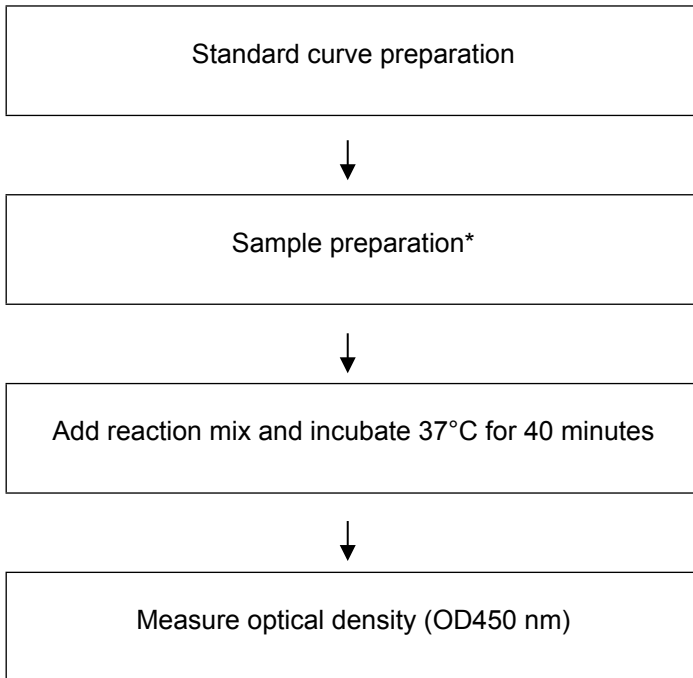 Standard curve preparation
Sample preparation*
Add reaction mix and incubate 37°C for 40 minutes
Measure optical density (OD450 nm)